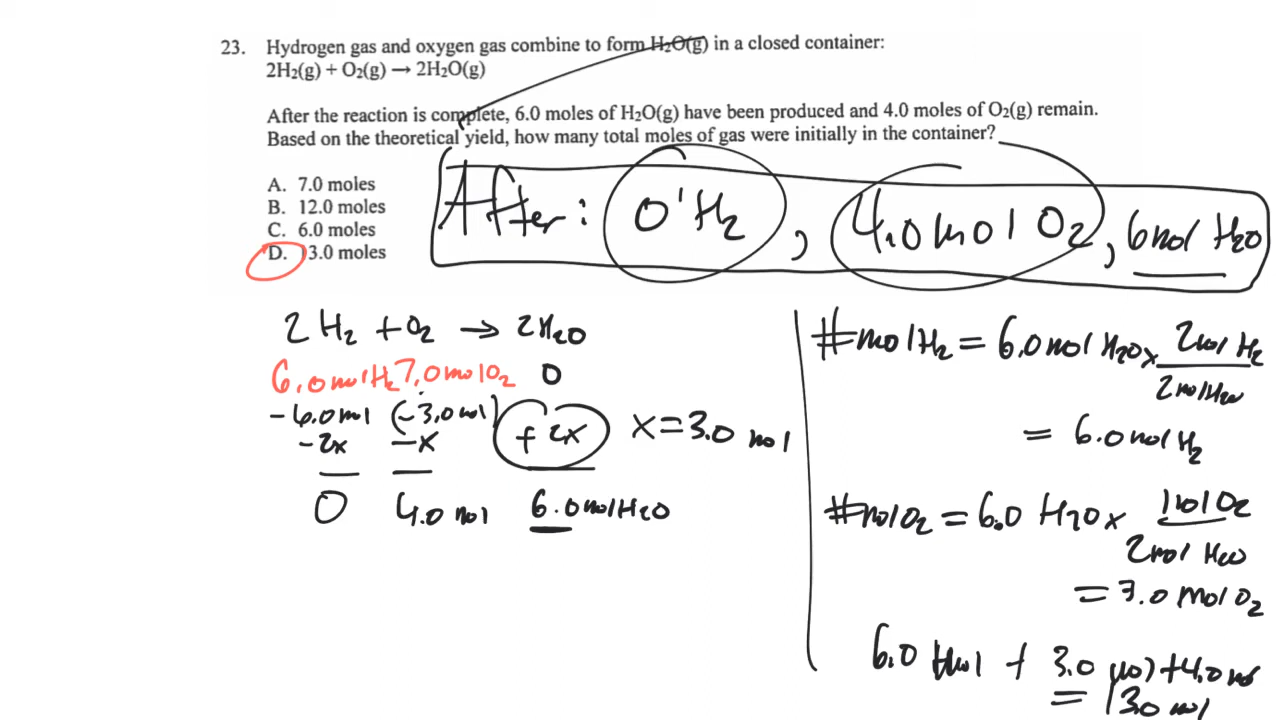 23. Hydrogen gas and oxygen gas combine to form H₂O(g) in a closed container:
2H₂(g) + O₂(g) → 2H₂O(g)
After the reaction is complete, 6.0 moles of H₂O(g) have been produced and 4.0 moles of O₂(g) remain.
Based on the theoretical yield, how many total moles of gas were initially in the container?
A. 7.0 moles
B. 12.0 moles
C. 6.0 moles
D. 13.0 moles
After: 0 H₂, 4.0 mol O₂, 6 mol H₂O
2 H₂ + O₂ → 2H₂O
6.0 mol H₂ 7.0 mol O₂ 0
-6.0 mol (-3.0 mol)
-2x -x +2x x = 3.0 mol
0 4.0 mol 6.0 mol H₂O
#mol H₂ = 6.0 mol H₂O x 2 mol H₂
2 mol H₂O
= 6.0 mol H₂
#mol O₂ = 6.0 H₂O x 1 mol O₂
2 mol H₂O
= 3.0 mol O₂
6.0 mol + 3.0 mol + 4.0 mol
= 13.0 mol